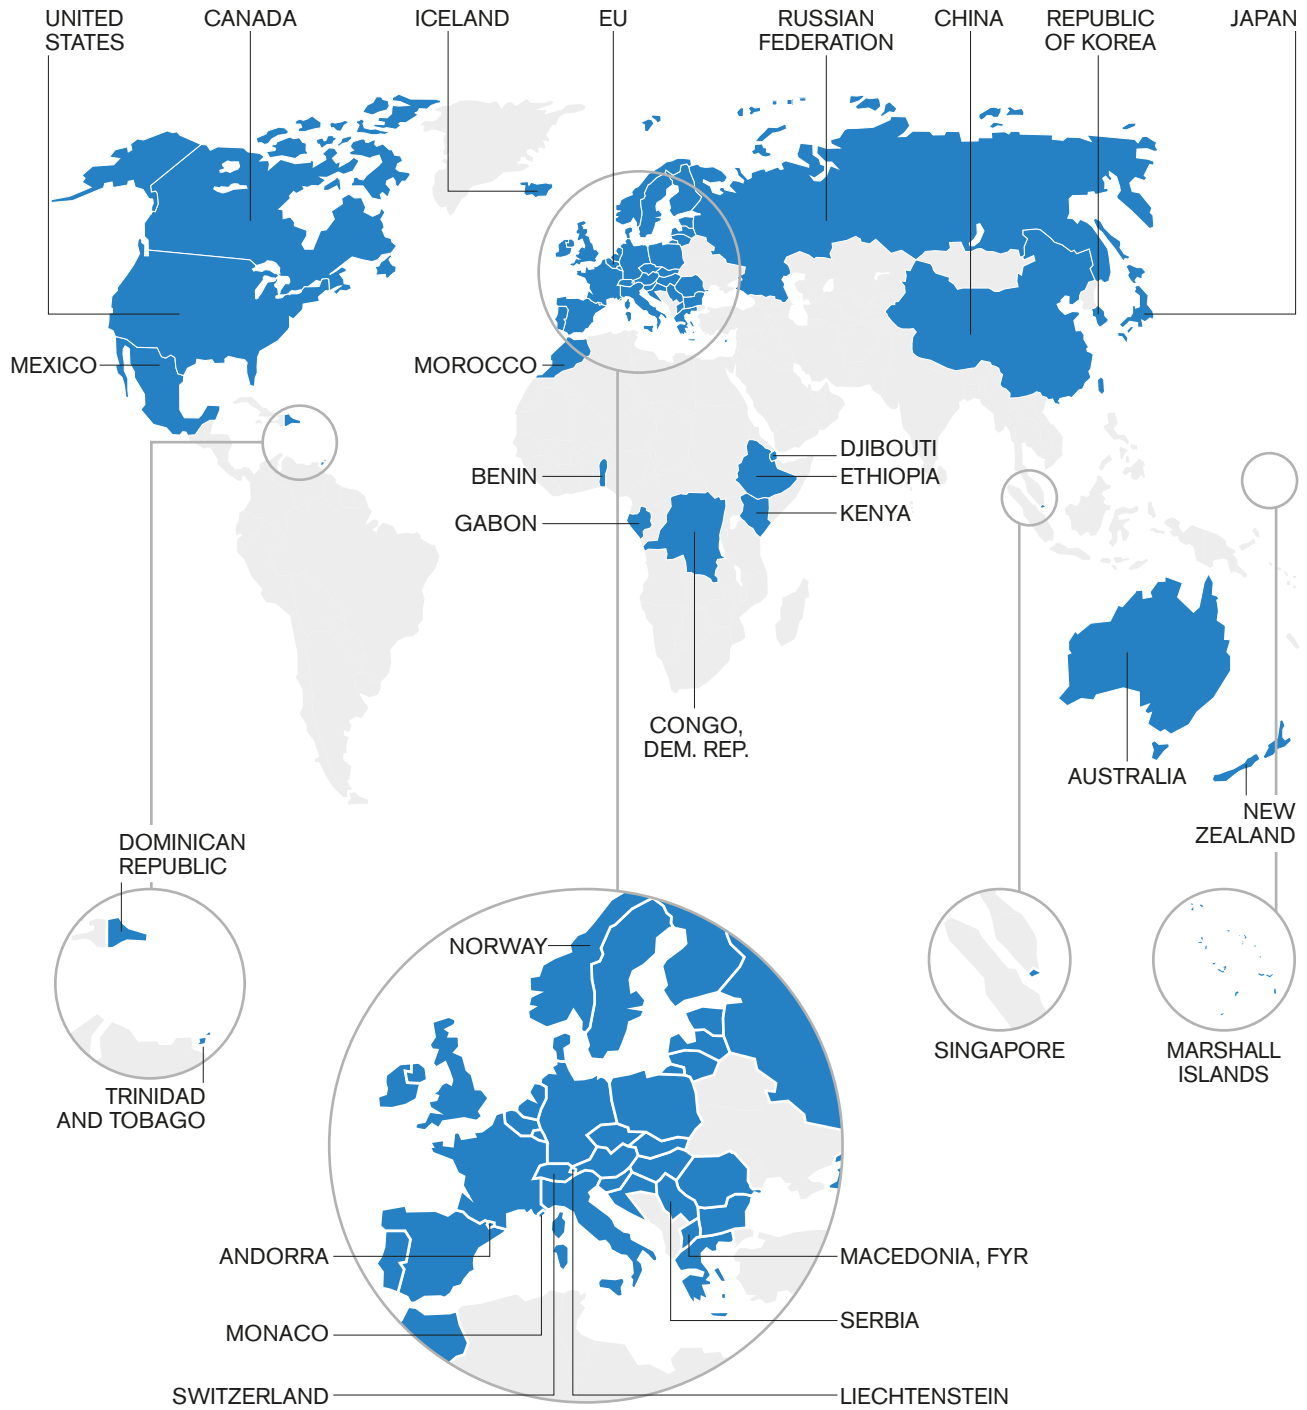 UNITED
STATES
CANADA
ICELAND
EU
RUSSIAN
FEDERATION
CHINA
REPUBLIC
OF KOREA
JAPAN
MEXICO
MOROCCO
DJIBOUTI
BENIN
ETHIOPIA
GABON
KENYA
CONGO,
DEM. REP.
AUSTRALIA
NEW
ZEALAND
DOMINICAN
REPUBLIC
NORWAY
TRINIDAD
AND TOBAGO
SINGAPORE
MARSHALL
ISLANDS
ANDORRA
MACEDONIA, FYR
SERBIA
MONACO
SWITZERLAND
LIECHTENSTEIN